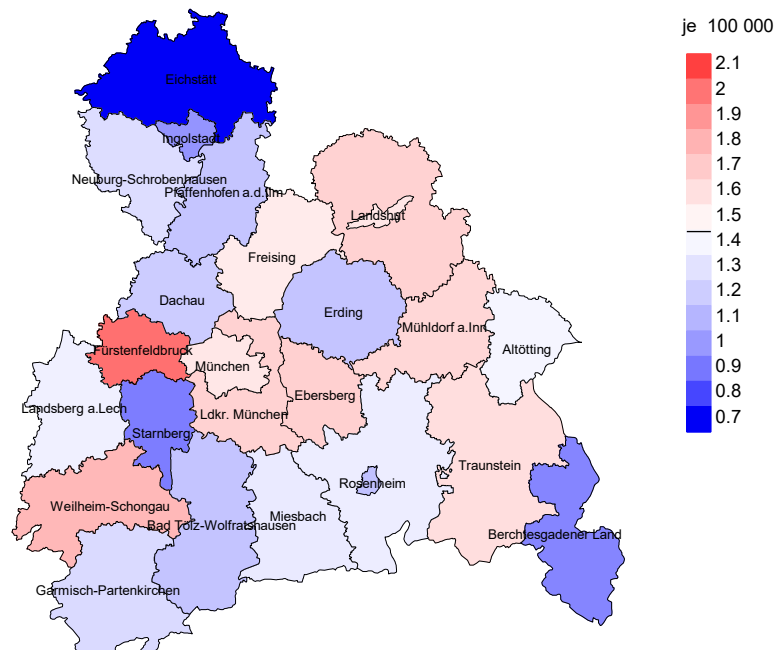 je 100 000
2.1
2
1.9
1.8
1.7
1.6
1.5
1.4
1.3
1.2
1.1
1
0.9
0.8
0.7
Eichstatt
Ingolstadt
Neuburg-Schrobenhausen
Pfaffenhofen a.d.Ilm
Landshut
Freising
Dachau
Erding
Mühldorf a.Inn
Fürstenfeldbruck
München
Altötting
Ebersberg
Landsberg a.Lech
Ldkr. München
Starnberg
Traunstein
Rosenheim
Weilheim-Schongau
Miesbach
Bad Tölz-Wolfratshausen
Berchtesgadener Land
Garmisch-Partenkirchen